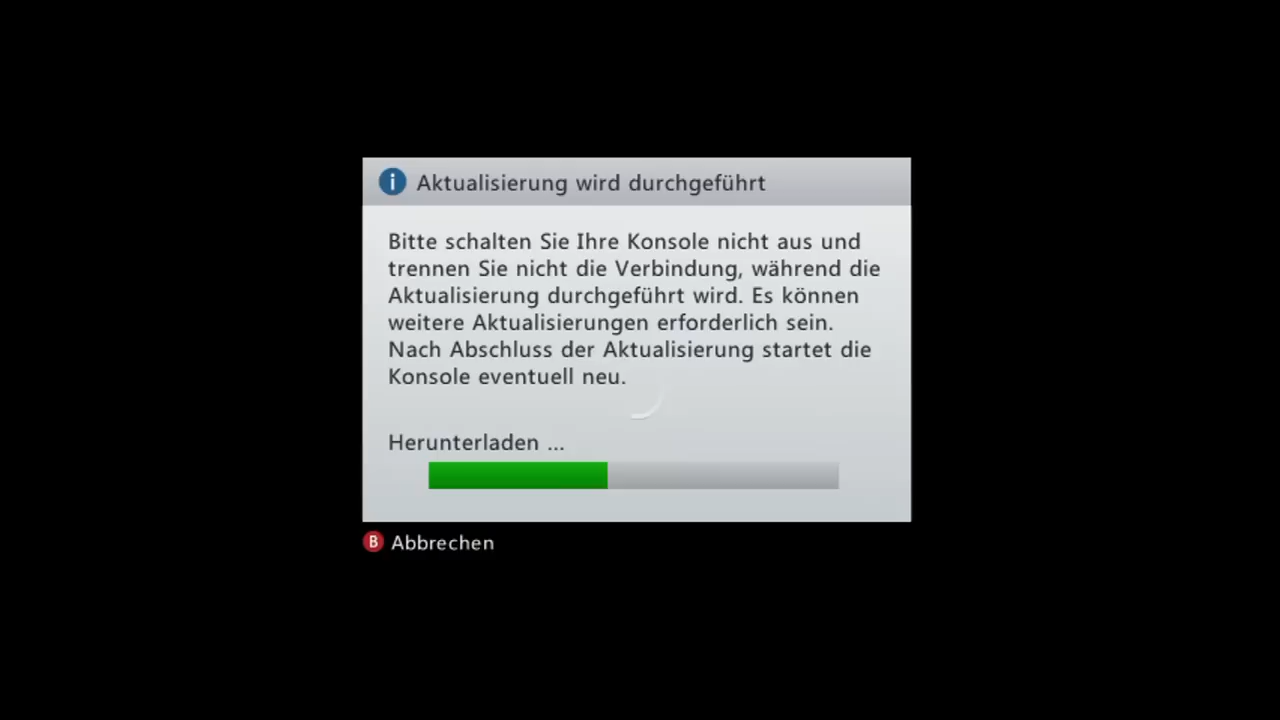 i Aktualisierung wird durchgeführt
Bitte schalten Sie Ihre Konsole nicht aus und
trennen Sie nicht die Verbindung, während die
Aktualisierung durchgeführt wird. Es können
weitere Aktualisierungen erforderlich sein.
Nach Abschluss der Aktualisierung startet die
Konsole eventuell neu.
Herunterladen ...
B Abbrechen